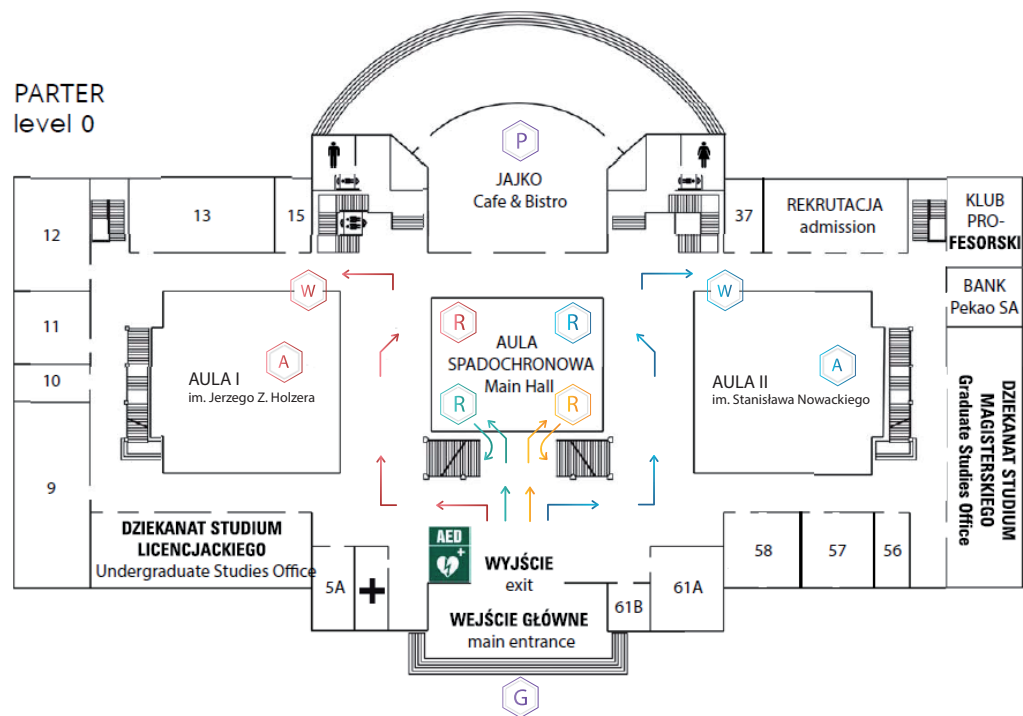 PARTER
level 0
P
JAJKO
Cafe & Bistro
12
13
15
37
REKRUTACJA
admission
KLUB
PRO-
FESORSKI
W
W
BANK
Pekao SA
11
10
9
A
AULA I
im. Jerzego Z. Holzera
R
R
AULA
SPADOCHRONOWA
Main Hall
R
R
A
AULA II
im. Stanisława Nowackiego
DZIEKANAT STUDIUM
MAGISTERSKIEGO
Graduate Studies Office
DZIEKANAT STUDIUM
LICENCJACKIEGO
Undergraduate Studies Office
AED
WYJŚCIE
exit
58
57
56
5A
61B
61A
WEJŚCIE GŁÓWNE
main entrance
G